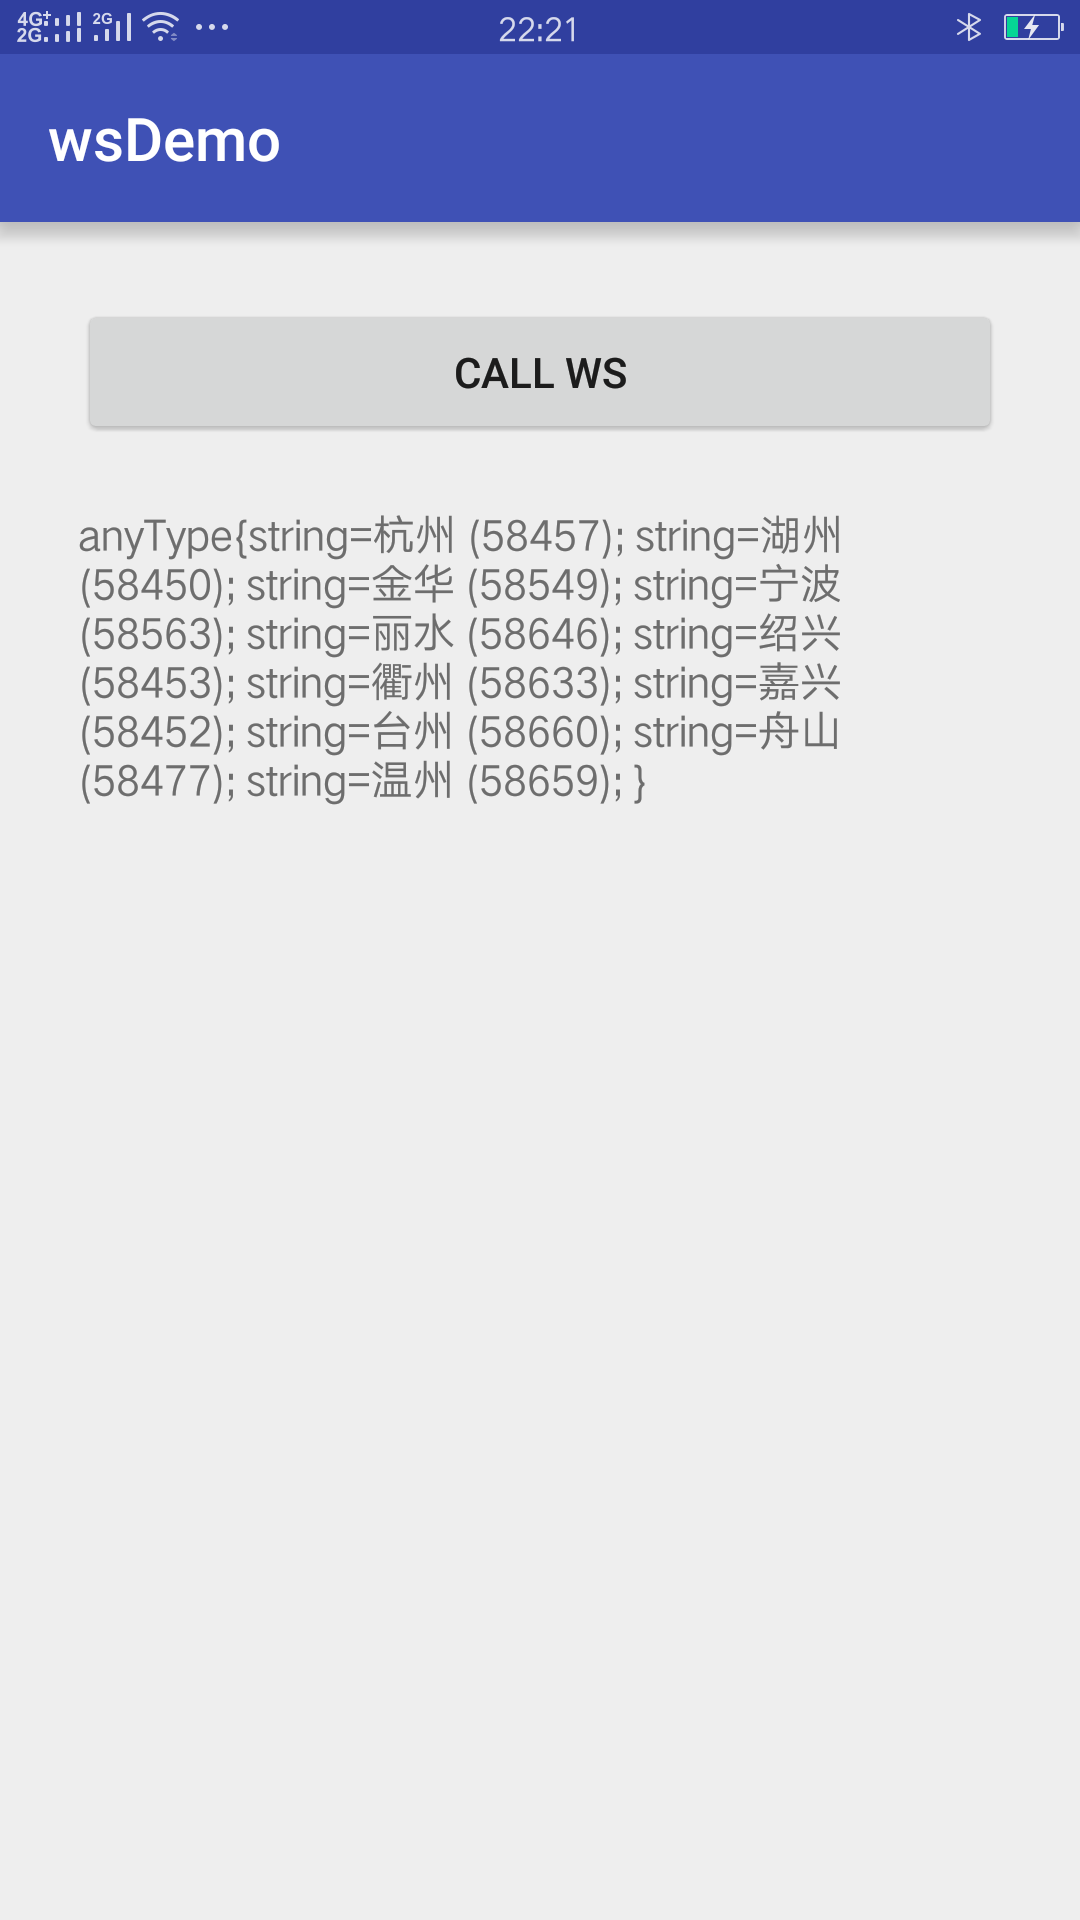 4G+ 2G 22:21
2G
wsDemo
CALL WS
anyType{string=杭州 (58457); string=湖州
(58450); string=金华 (58549); string=宁波
(58563); string=丽水 (58646); string=绍兴
(58453); string=衢州 (58633); string=嘉兴
(58452); string=台州 (58660); string=舟山
(58477); string=温州 (58659); }